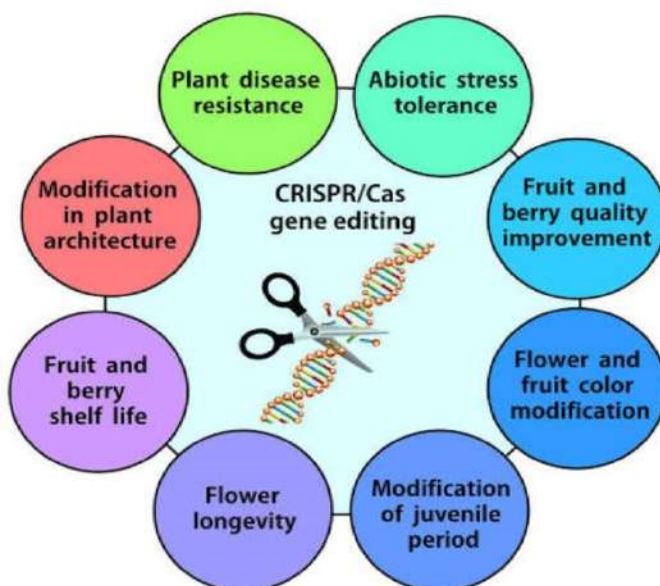 Plant disease
resistance
Abiotic stress
tolerance
Modification
in plant
architecture
CRISPR/Cas
gene editing
Fruit and
berry quality
improvement
Fruit and
berry
shelf life
Flower and
fruit color
modification
Flower
longevity
Modification
of juvenile
period